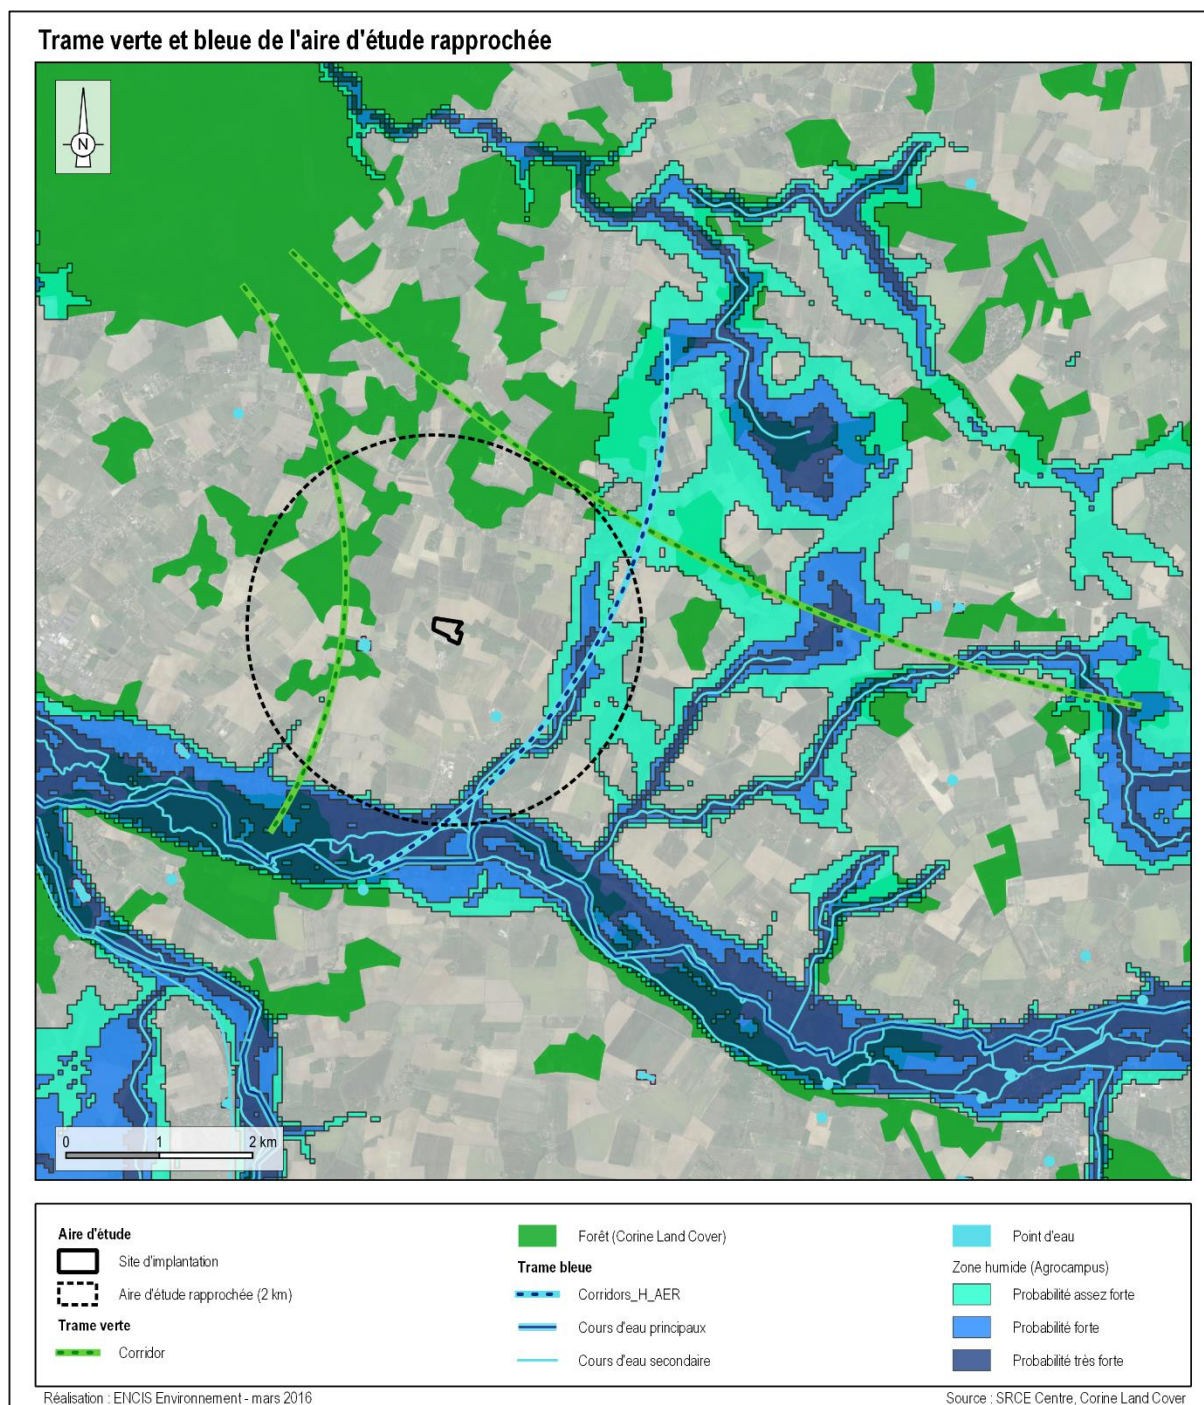 Trame verte et bleue de l'aire d'étude rapprochée
N
0 1 2 km
Aire d'étude
Site d'implantation
Aire d'étude rapprochée (2 km)
Trame verte
Corridor
Forêt (Corine Land Cover)
Trame bleue
Corridors_H_AER
Cours d'eau principaux
Cours d'eau secondaire
Point d'eau
Zone humide (Agrocampus)
Probabilité assez forte
Probabilité forte
Probabilité très forte
Réalisation : ENCIS Environnement - mars 2016
Source : SRCE Centre, Corine Land Cover